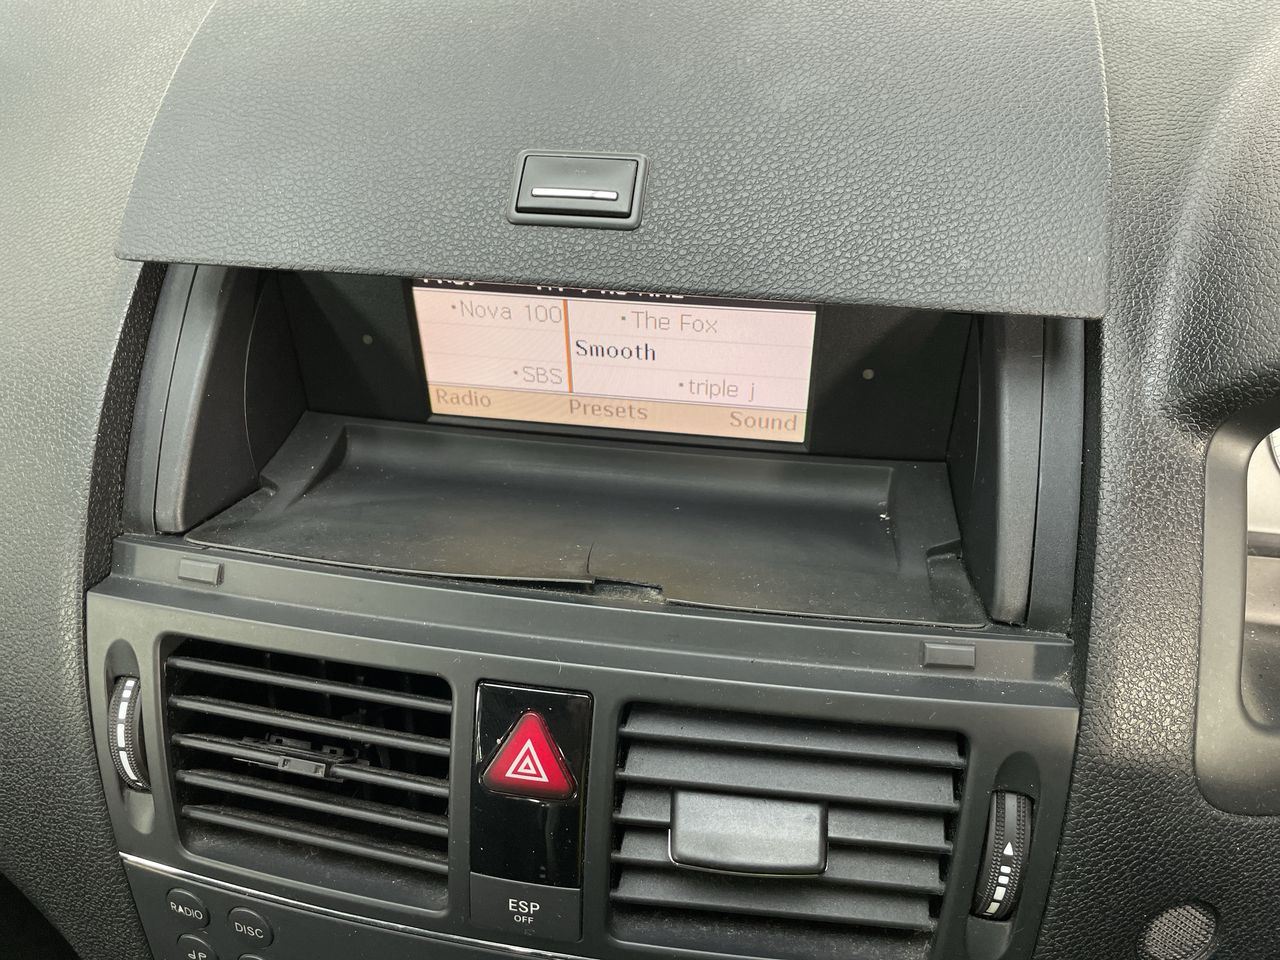 •Nova 100
•The Fox
Smooth
•SBS
•triple j
Radio
Presets
Sound
ESP
OFF
RADIO
DISC